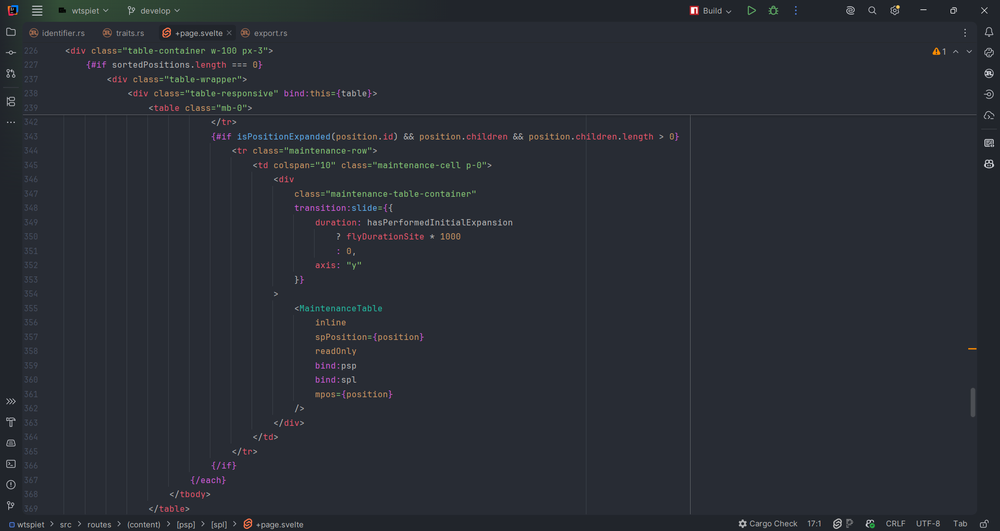 wtspiet develop Build
identifier.rs traits.rs +page.svelte export.rs
226 <div class="table-container w-100 px-3"> 1
227 {#if sortedPositions.length === 0}
237 <div class="table-wrapper">
238 <div class="table-responsive" bind:this={table}>
239 <table class="mb-0">
342 </tr>
343 {#if isPositionExpanded(position.id) && position.children && position.children.length > 0}
344 <tr class="maintenance-row">
345 <td colspan="10" class="maintenance-cell p-0">
346 <div
347 class="maintenance-table-container"
348 transition:slide={{
349 duration: hasPerformedInitialExpansion
350 ? flyDurationSite * 1000
351 : 0,
352 axis: "y"
353 }}
354 >
355 <MaintenanceTable
356 inline
357 spPosition={position}
358 readOnly
359 bind:psp
360 bind:spl
361 mpos={position}
362 />
363 </div>
364 </td>
365 </tr>
366 {/if}
367 {/each}
368 </tbody>
369 </table>
wtspiet > src > routes > (content) > [psp] > [spl] > +page.svelte Cargo Check 17:1 CRLF UTF-8 Tab